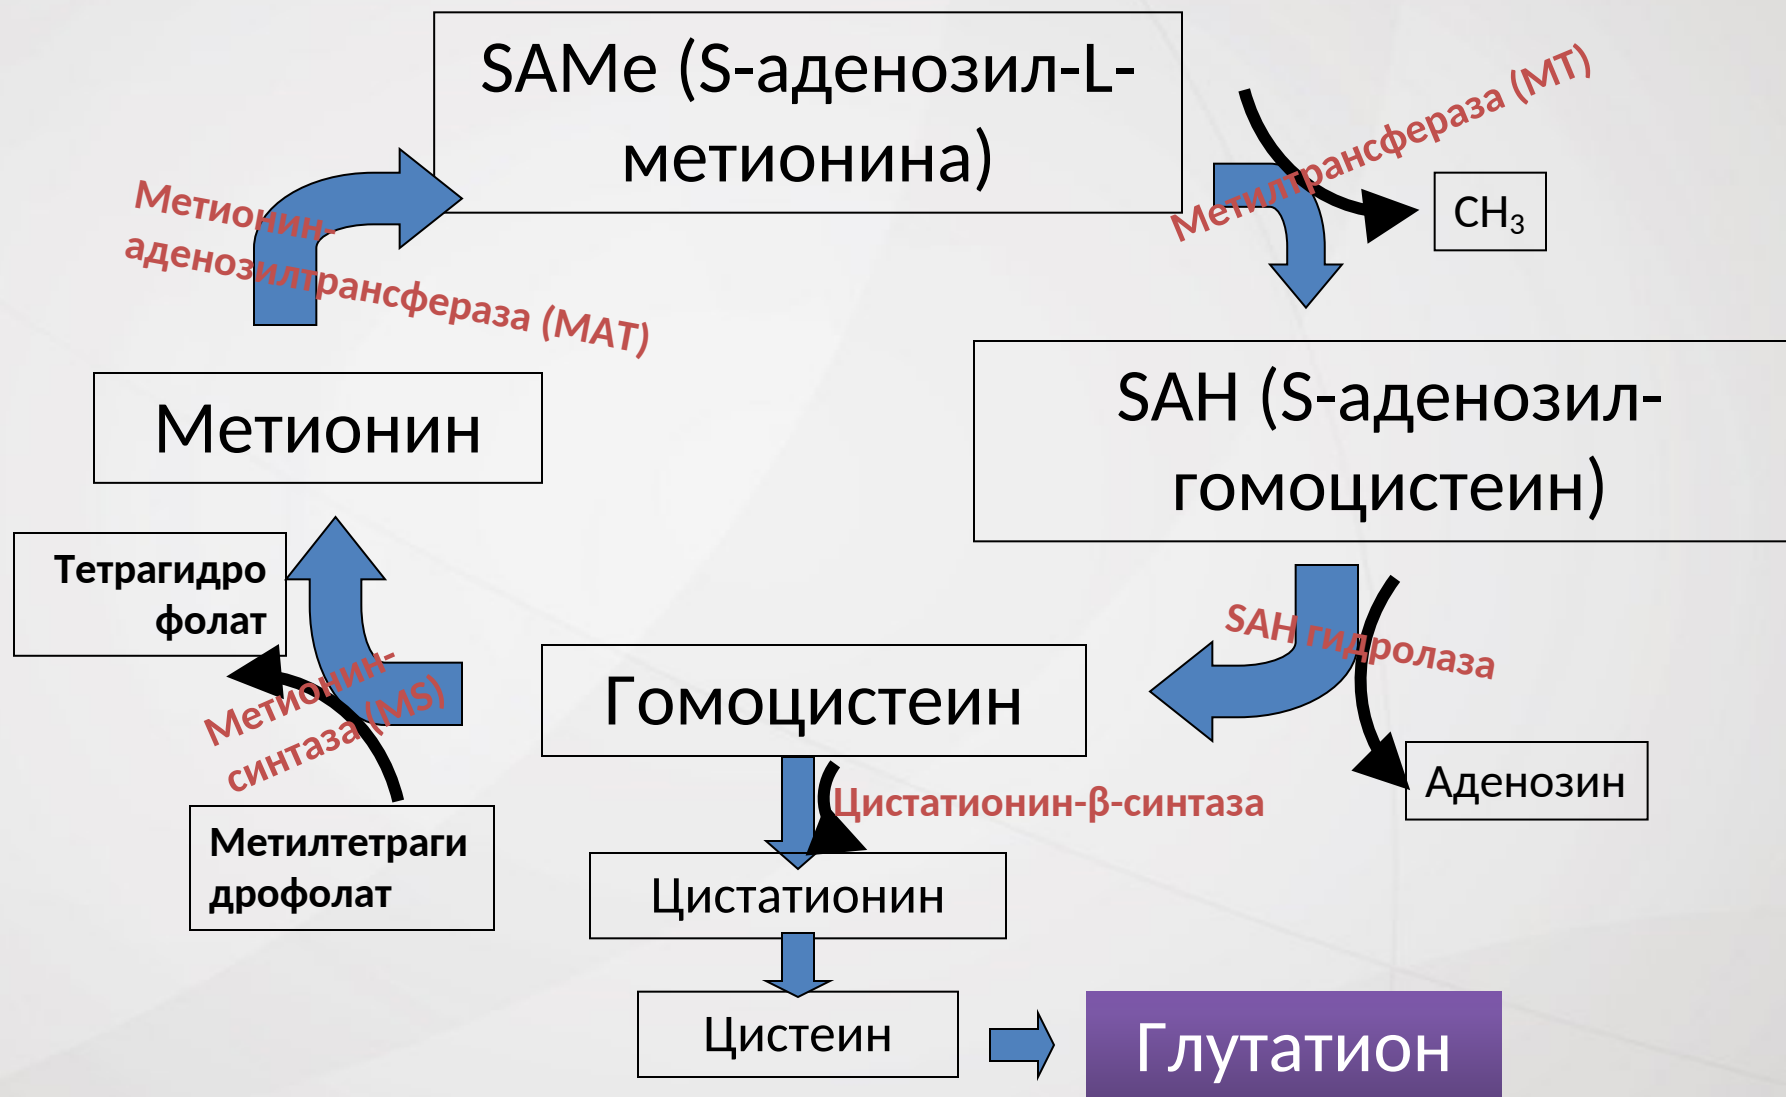 SAMe (S-аденозил-L-
метионина)
Метилтрансфераза (МТ)
CH₃
Метионин-
аденозилтрансфераза (МАТ)
SAH (S-аденозил-
гомоцистеин)
Метионин
Тетрагидро
фолат
SAH гидролаза
Метионин-
синтаза (MS)
Гомоцистеин
Аденозин
Цистатионин-β-синтаза
Метилтетраги
дрофолат
Цистатионин
Цистеин
Глутатион